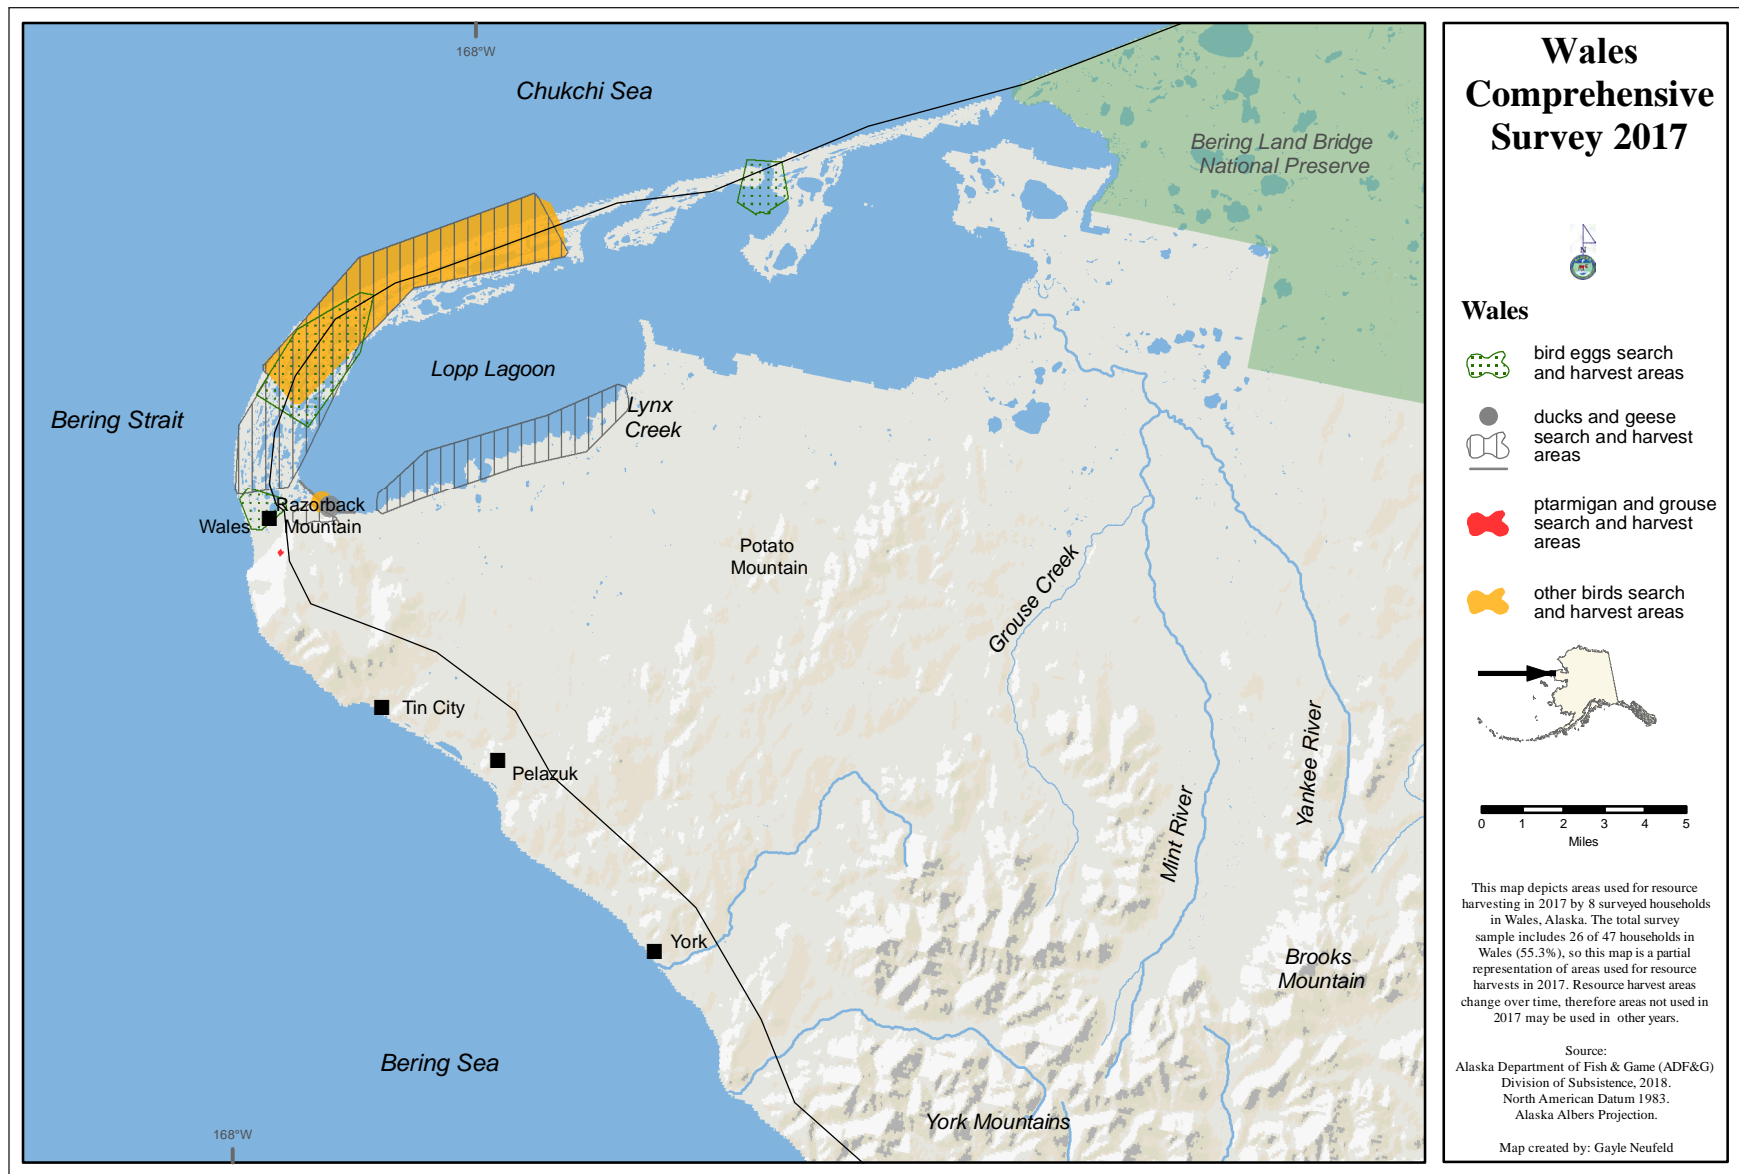 168°W
Chukchi Sea
Bering Land Bridge
National Preserve
Lopp Lagoon
Bering Strait
Lynx
Creek
Razorback
Mountain
Wales
Potato
Mountain
Grouse Creek
Tin City
Pelazuk
Yankee River
Mint River
York
Brooks
Mountain
Bering Sea
York Mountains
168°W
Wales
Comprehensive
Survey 2017
N
Wales
bird eggs search
and harvest areas
ducks and geese
search and harvest
areas
ptarmigan and grouse
search and harvest
areas
other birds search
and harvest areas
0 1 2 3 4 5
Miles
This map depicts areas used for resource
harvesting in 2017 by 8 surveyed households
in Wales, Alaska. The total survey
sample includes 26 of 47 households in
Wales (55.3%), so this map is a partial
representation of areas used for resource
harvests in 2017. Resource harvest areas
change over time, therefore areas not used in
2017 may be used in other years.
Source:
Alaska Department of Fish & Game (ADF&G)
Division of Subsistence, 2018.
North American Datum 1983.
Alaska Albers Projection.
Map created by: Gayle Neufeld